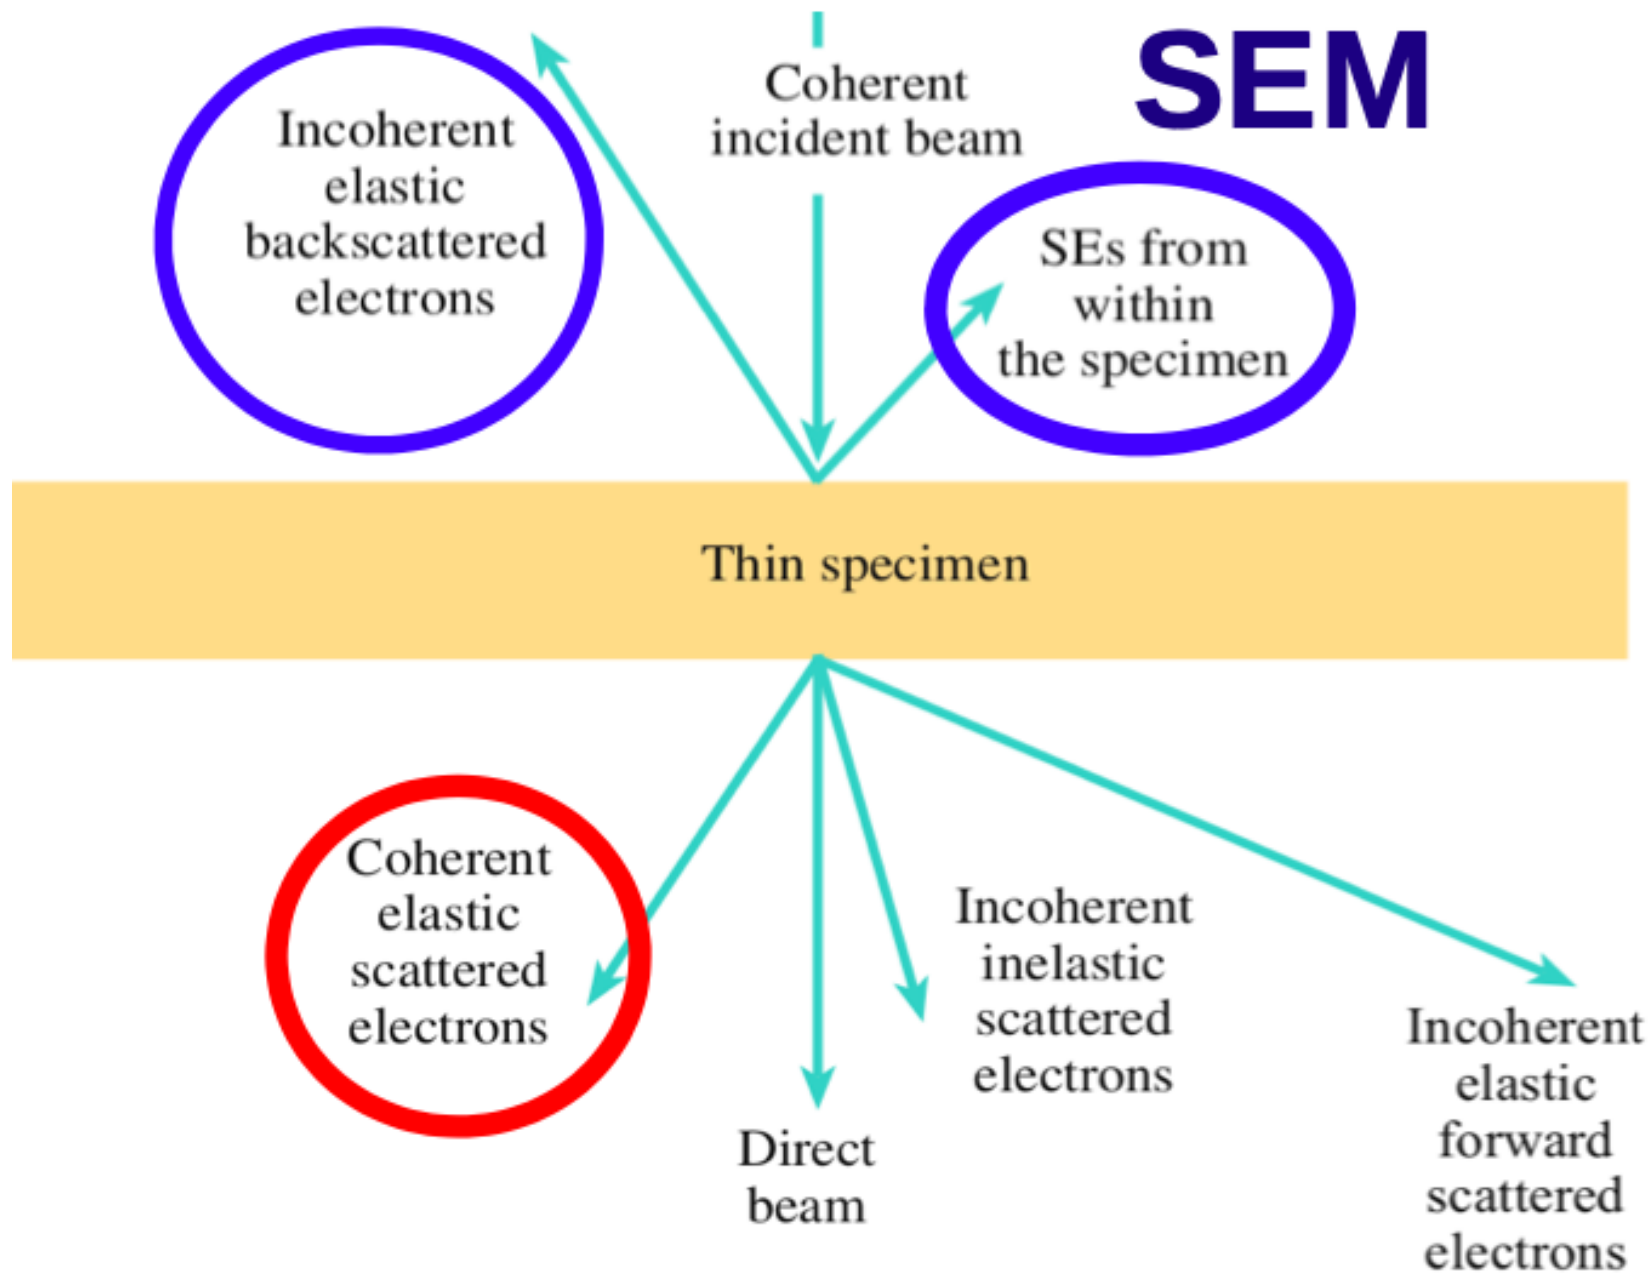 SEM
Incoherent
elastic
backscattered
electrons
Coherent
incident beam
SEs from
within
the specimen
Thin specimen
Coherent
elastic
scattered
electrons
Direct
beam
Incoherent
inelastic
scattered
electrons
Incoherent
elastic
forward
scattered
electrons